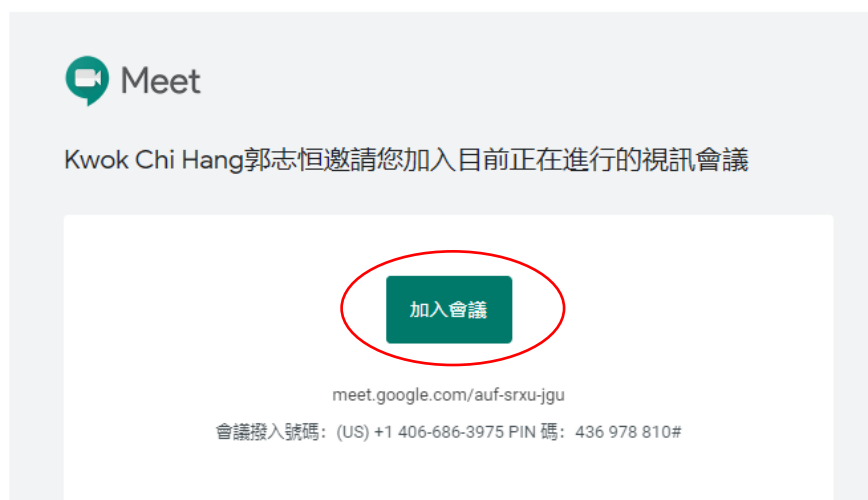 Meet
Kwok Chi Hang郭志恒邀請您加入目前正在進行的視訊會議
加入會議
meet.google.com/auf-srxu-jgu
會議撥入號碼：(US) +1 406-686-3975 PIN 碼：436 978 810#